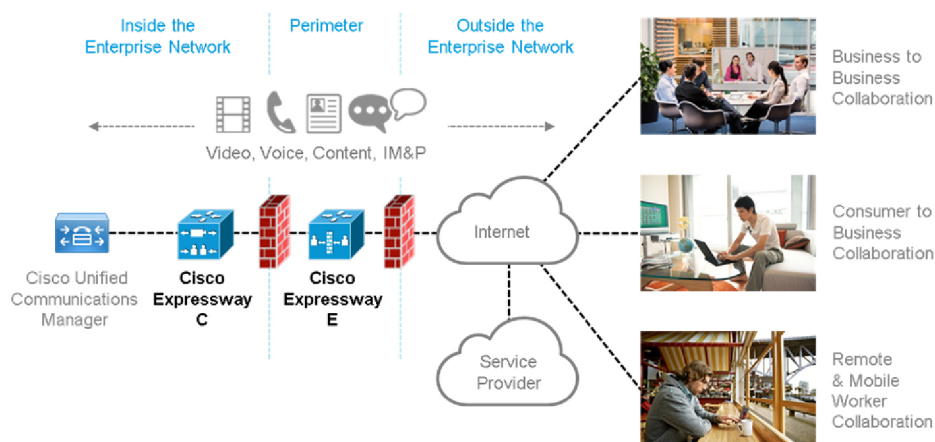 Inside the
Enterprise Network
Perimeter
Outside the
Enterprise Network
Video, Voice, Content, IM&P
Business to
Business
Collaboration
Internet
Consumer to
Business
Collaboration
Cisco Unified
Communications
Manager
Cisco
Expressway
C
Cisco
Expressway
E
Service
Provider
Remote
& Mobile
Worker
Collaboration